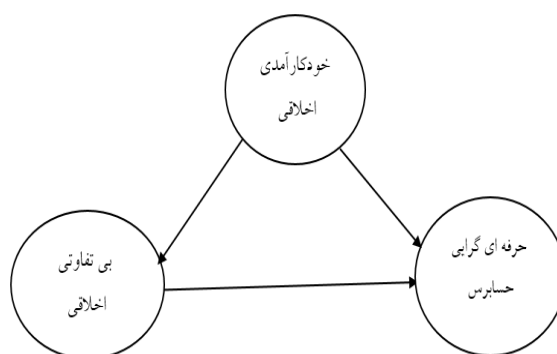 خودکارآمدی
اخلاقی
بی تفاوتی
اخلاقی
حرفه ای گرایی
حسابرس